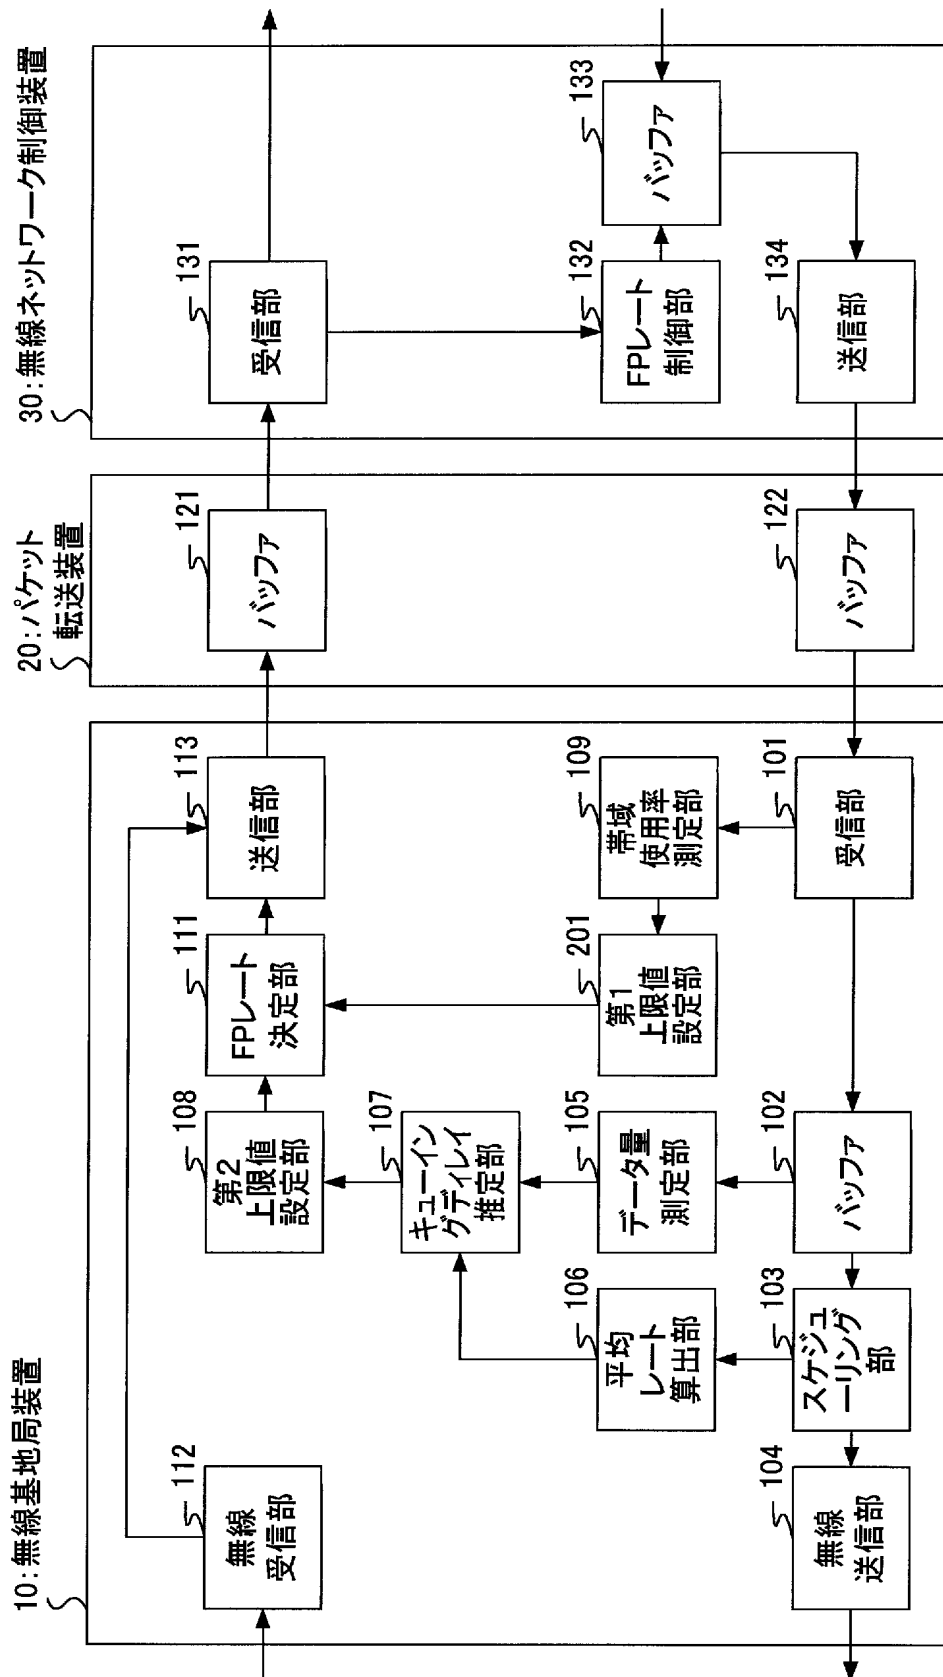 10:無線基地局装置
112
無線
受信部
108
第2
上限値
設定部
111
FPレート
決定部
113
送信部
107
キューイン
グディレイ
推定部
106
平均
レート
算出部
105
データ量
測定部
201
第1
上限値
設定部
109
帯域
使用率
測定部
104
無線
送信部
103
スケジュ
ーリング
部
102
バッファ
101
受信部
20:パケット
転送装置
121
バッファ
122
バッファ
30:無線ネットワーク制御装置
131
受信部
132
FPレート
制御部
133
バッファ
134
送信部